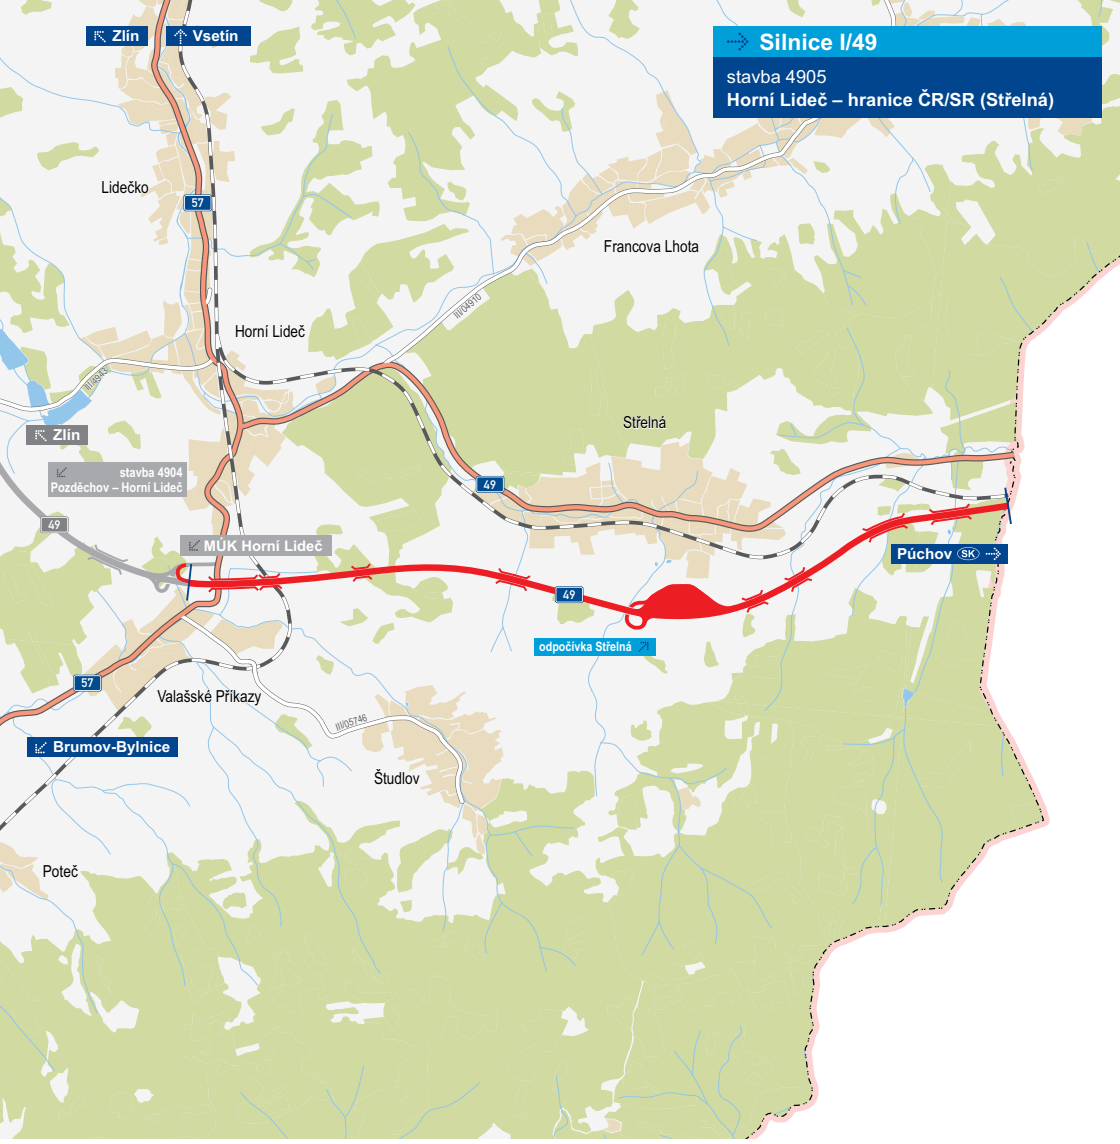 Zlín
Vsetín
Silnice I/49
stavba 4905
Horní Lideč – hranice ČR/SR (Střelná)
Lidečko
57
Francova Lhota
III/04910
Horní Lideč
III/4943
Zlín
Střelná
stavba 4904
Pozděchov – Horní Lideč
49
49
MÚK Horní Lideč
Púchov SK
49
odpočívka Střelná
57
Valašské Příkazy
III/05746
Brumov-Bylnice
Študlov
Poteč